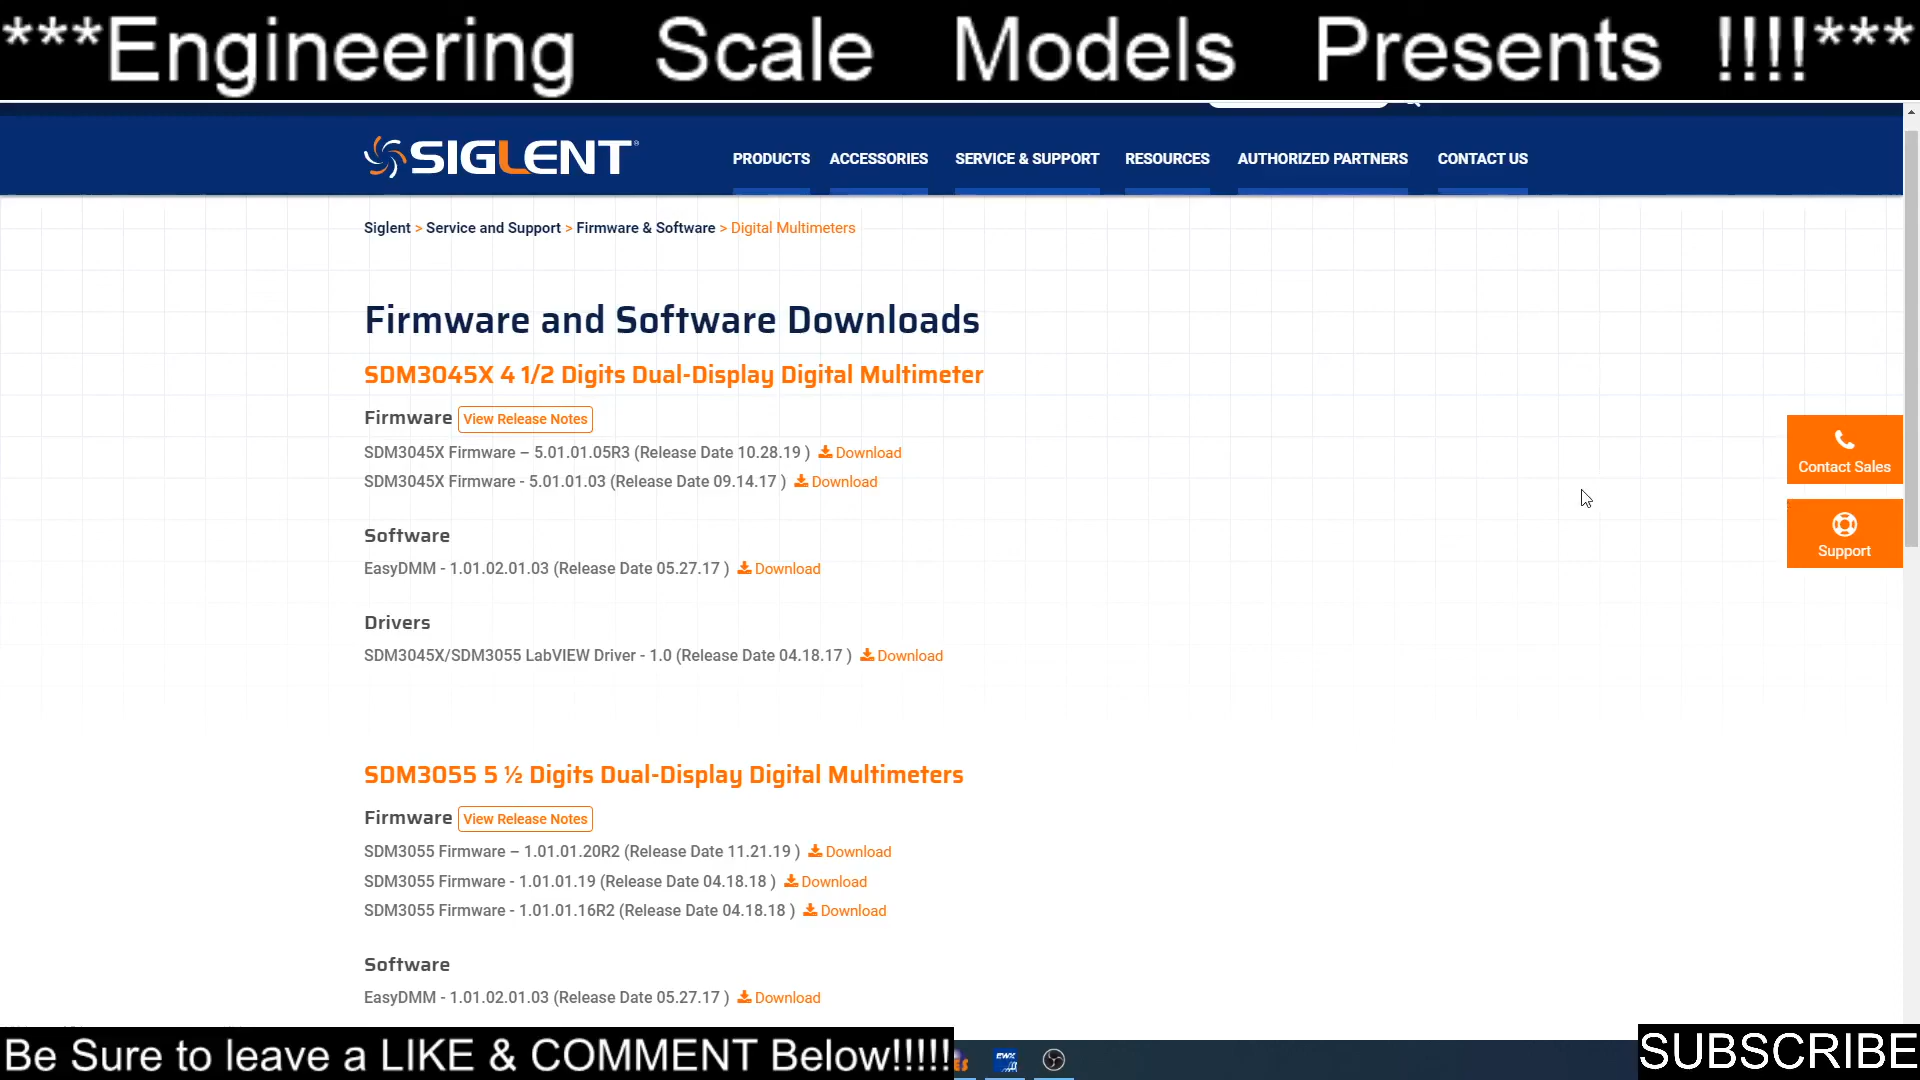 ***Engineering Scale Models Presents !!!!***
SIGLENT
PRODUCTS ACCESSORIES SERVICE & SUPPORT RESOURCES AUTHORIZED PARTNERS CONTACT US
Siglent > Service and Support > Firmware & Software > Digital Multimeters
Firmware and Software Downloads
SDM3045X 4 1/2 Digits Dual-Display Digital Multimeter
Firmware View Release Notes
SDM3045X Firmware – 5.01.01.05R3 (Release Date 10.28.19 ) Download
SDM3045X Firmware - 5.01.01.03 (Release Date 09.14.17 ) Download
Contact Sales
Software
Support
EasyDMM - 1.01.02.01.03 (Release Date 05.27.17 ) Download
Drivers
SDM3045X/SDM3055 LabVIEW Driver - 1.0 (Release Date 04.18.17 ) Download
SDM3055 5 ½ Digits Dual-Display Digital Multimeters
Firmware View Release Notes
SDM3055 Firmware – 1.01.01.20R2 (Release Date 11.21.19 ) Download
SDM3055 Firmware - 1.01.01.19 (Release Date 04.18.18 ) Download
SDM3055 Firmware - 1.01.01.16R2 (Release Date 04.18.18 ) Download
Software
EasyDMM - 1.01.02.01.03 (Release Date 05.27.17 ) Download
Be Sure to leave a LIKE & COMMENT Below!!!!!
SUBSCRIBE